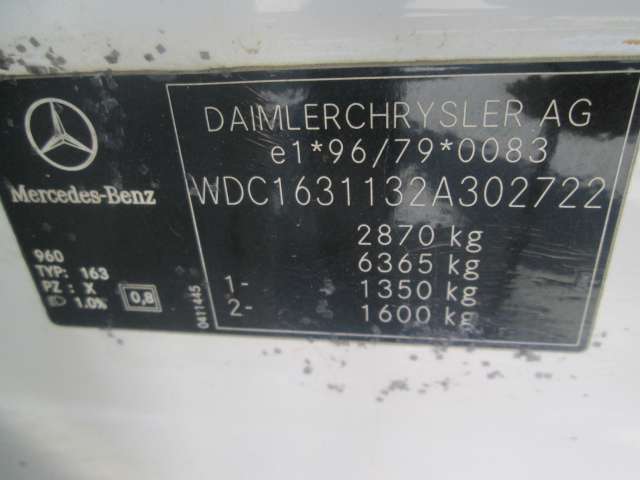 Mercedes-Benz
DAIMLERCHRYSLER AG
e1*96/79*0083
WDC1631132A302722
2870 kg
6365 kg
1- 1350 kg
2- 1600 kg
960
TYP: 163
PZ : X
1.0%
0,8
0411445